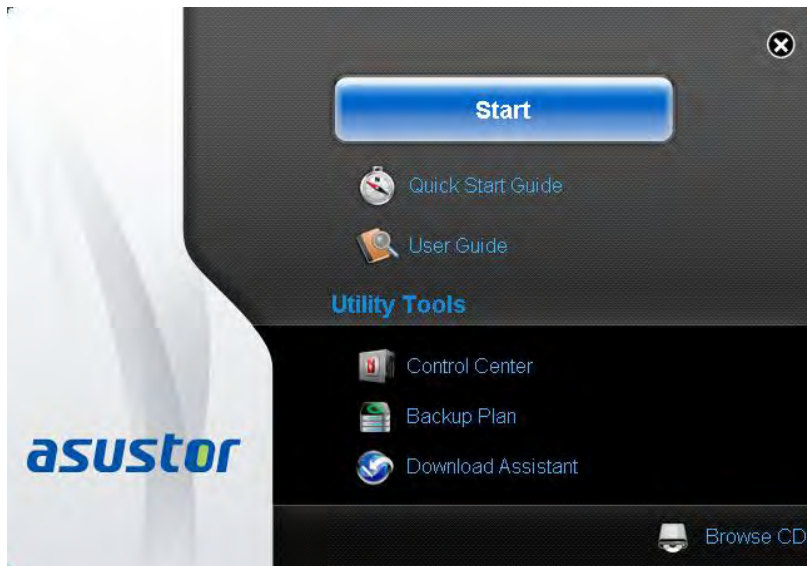 Start
Quick Start Guide
User Guide
Utility Tools
Control Center
Backup Plan
Download Assistant
asustor
Browse CD